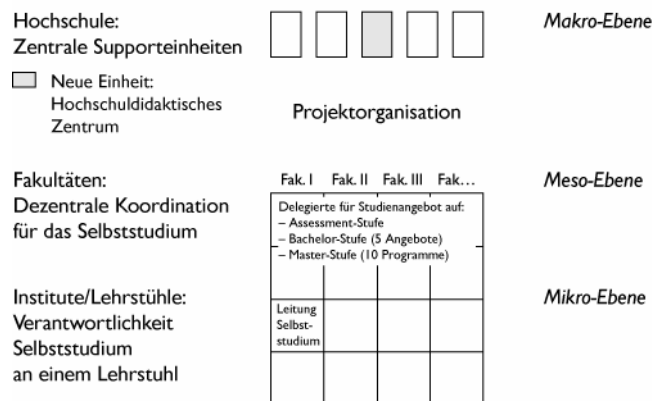 Hochschule:
Zentrale Supporteinheiten
Makro-Ebene
Neue Einheit:
Hochschuldidaktisches
Zentrum
Projektorganisation
Fakultäten:
Dezentrale Koordination
für das Selbststudium
Fak. I Fak. II Fak. III Fak...
Meso-Ebene
Delegierte für Studienangebot auf:
– Assessment-Stufe
– Bachelor-Stufe (5 Angebote)
– Master-Stufe (10 Programme)
Institute/Lehrstühle:
Verantwortlichkeit
Selbststudium
an einem Lehrstuhl
Leitung
Selbst-
studium
Mikro-Ebene